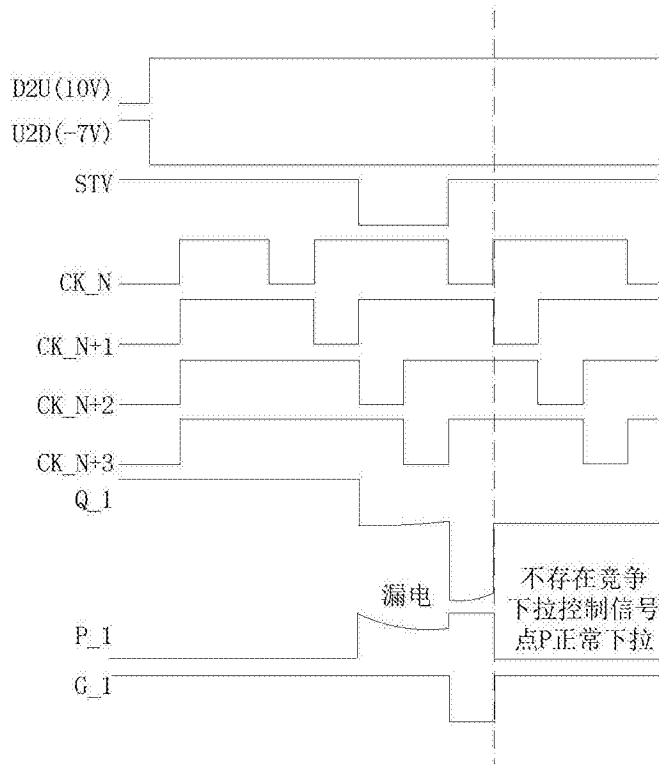 D2U(10V)
U2D(-7V)
STV
CK_N
CK_N+1
CK_N+2
CK_N+3
Q_1
漏电
不存在竞争
下拉控制信号
点P正常下拉
P_1
G_1